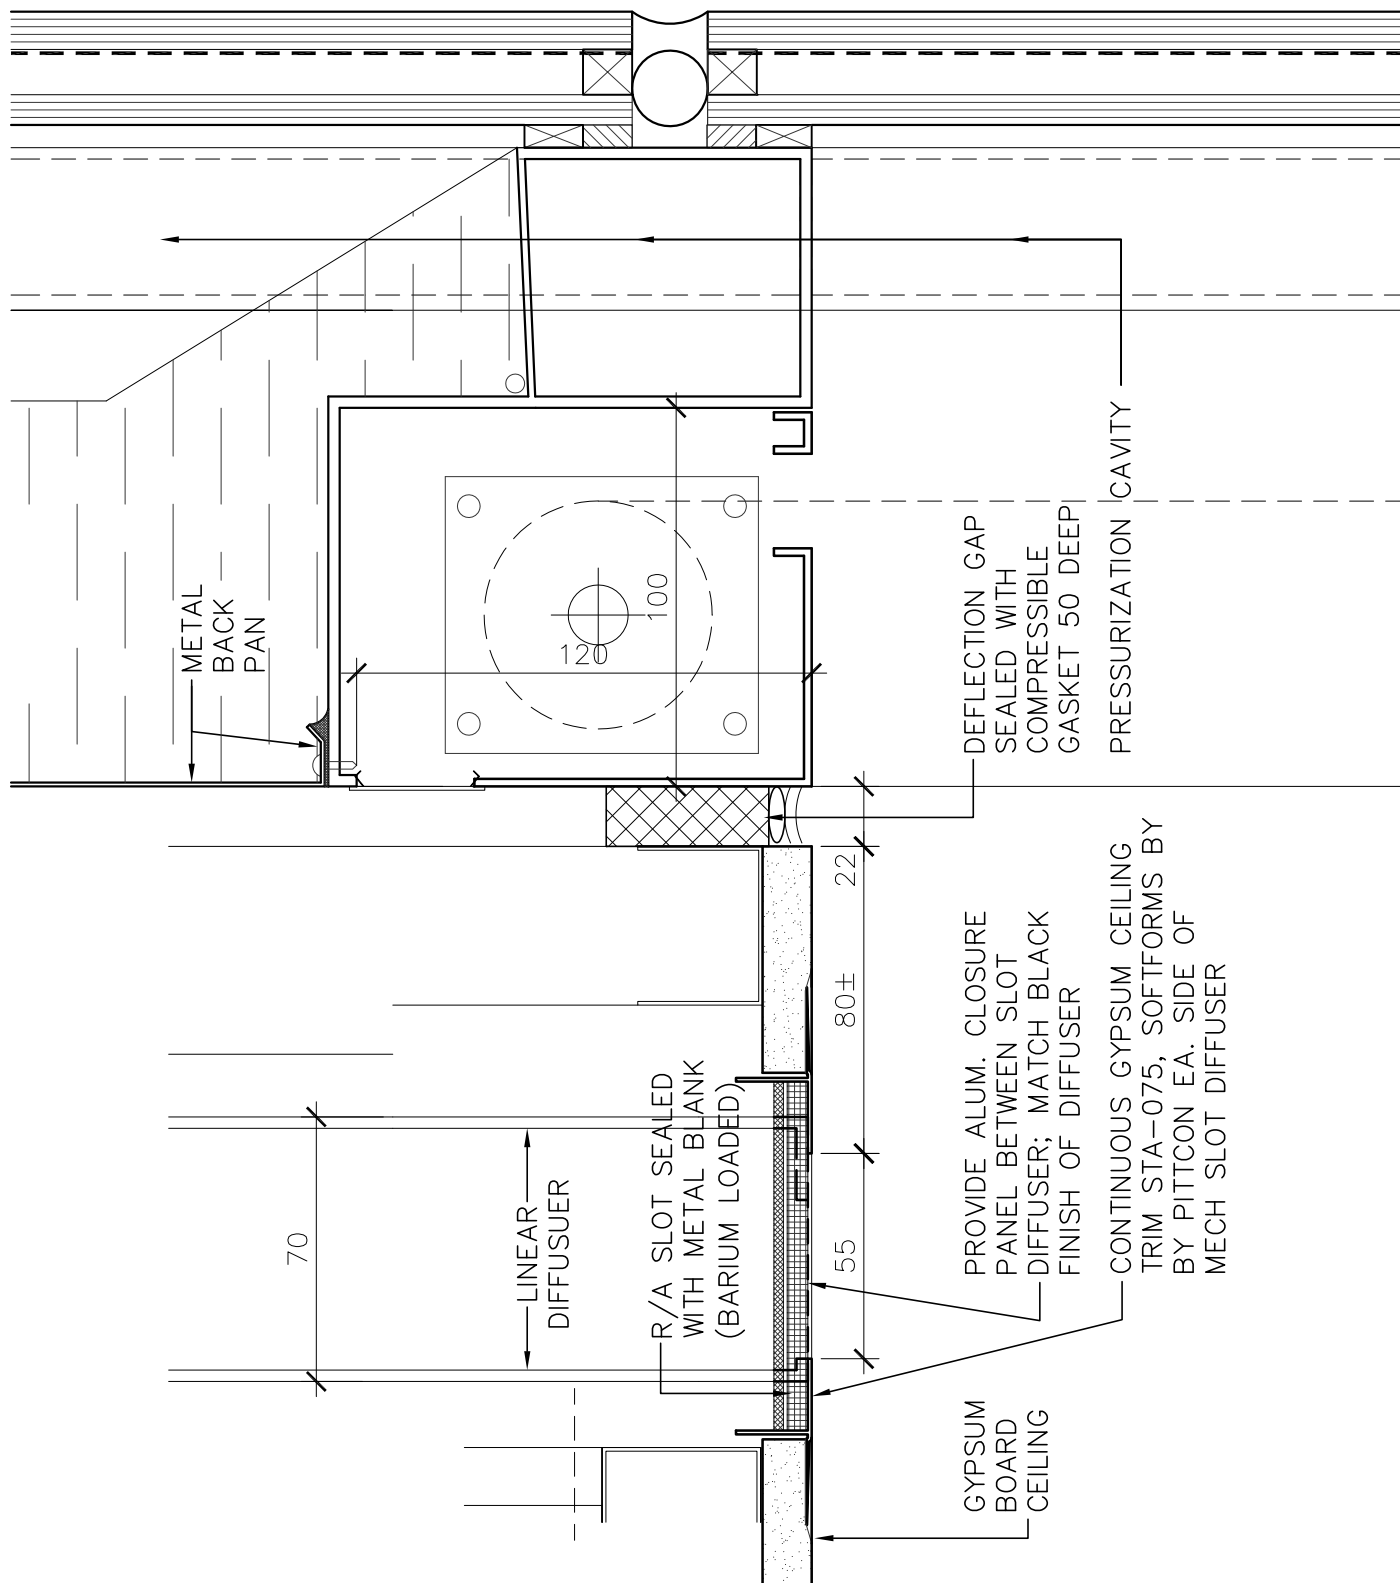 METAL
BACK
PAN
100
120
DEFLECTION GAP
SEALED WITH
COMPRESSIBLE
GASKET 50 DEEP
PRESSURIZATION CAVITY
22
80±
55
70
LINEAR
DIFFUSUER
R/A SLOT SEALED
WITH METAL BLANK
(BARIUM LOADED)
PROVIDE ALUM. CLOSURE
PANEL BETWEEN SLOT
DIFFUSER; MATCH BLACK
FINISH OF DIFFUSER
CONTINUOUS GYPSUM CEILING
TRIM STA-075, SOFTFORMS BY
BY PITTCON EA. SIDE OF
MECH SLOT DIFFUSER
GYPSUM
BOARD
CEILING